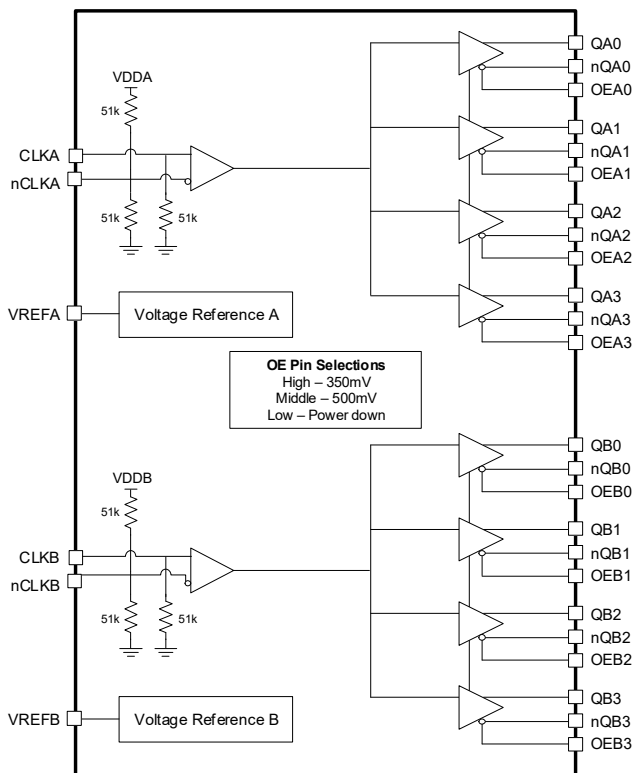 VDDA
51k
CLKA
nCLKA
51k
51k
VREFA
Voltage Reference A
QA0
nQA0
OEA0
QA1
nQA1
OEA1
QA2
nQA2
OEA2
QA3
nQA3
OEA3
OE Pin Selections
High – 350mV
Middle – 500mV
Low – Power down
VDDB
51k
CLKB
nCLKB
51k
51k
VREFB
Voltage Reference B
QB0
nQB0
OEB0
QB1
nQB1
OEB1
QB2
nQB2
OEB2
QB3
nQB3
OEB3